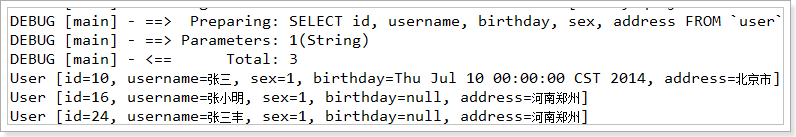 DEBUG [main] - ==>  Preparing: SELECT id, username, birthday, sex, address FROM `user`
DEBUG [main] - ==> Parameters: 1(String)
DEBUG [main] - <==      Total: 3
User [id=10, username=张三, sex=1, birthday=Thu Jul 10 00:00:00 CST 2014, address=北京市]
User [id=16, username=张小明, sex=1, birthday=null, address=河南郑州]
User [id=24, username=张三丰, sex=1, birthday=null, address=河南郑州]